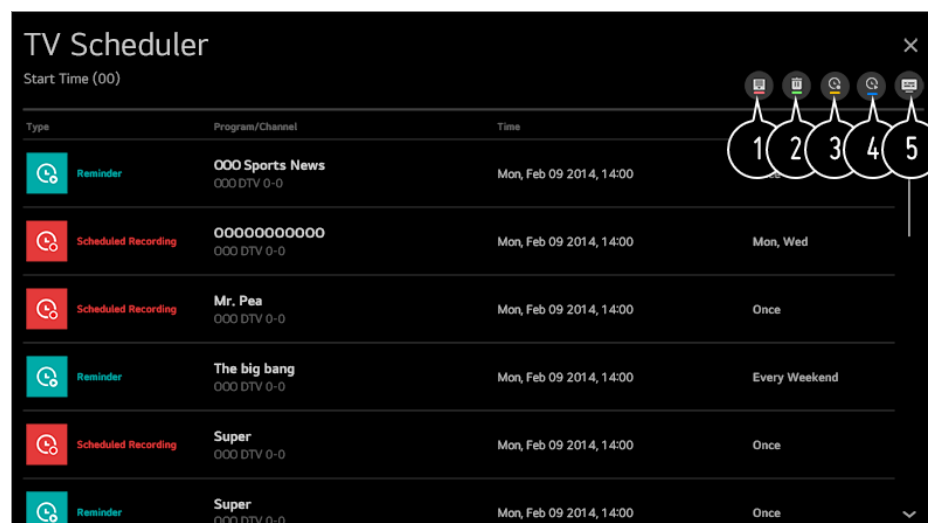 TV Scheduler
Start Time (00)
1 2 3 4 5
Type Program/Channel Time
Reminder OOO Sports News Mon, Feb 09 2014, 14:00
OOO DTV 0-0
Scheduled Recording OOOOOOOOOOO Mon, Feb 09 2014, 14:00 Mon, Wed
OOO DTV 0-0
Scheduled Recording Mr. Pea Mon, Feb 09 2014, 14:00 Once
OOO DTV 0-0
Reminder The big bang Mon, Feb 09 2014, 14:00 Every Weekend
OOO DTV 0-0
Scheduled Recording Super Mon, Feb 09 2014, 14:00 Once
OOO DTV 0-0
Reminder Super Mon, Feb 09 2014, 14:00 Once
OOO DTV 0-0